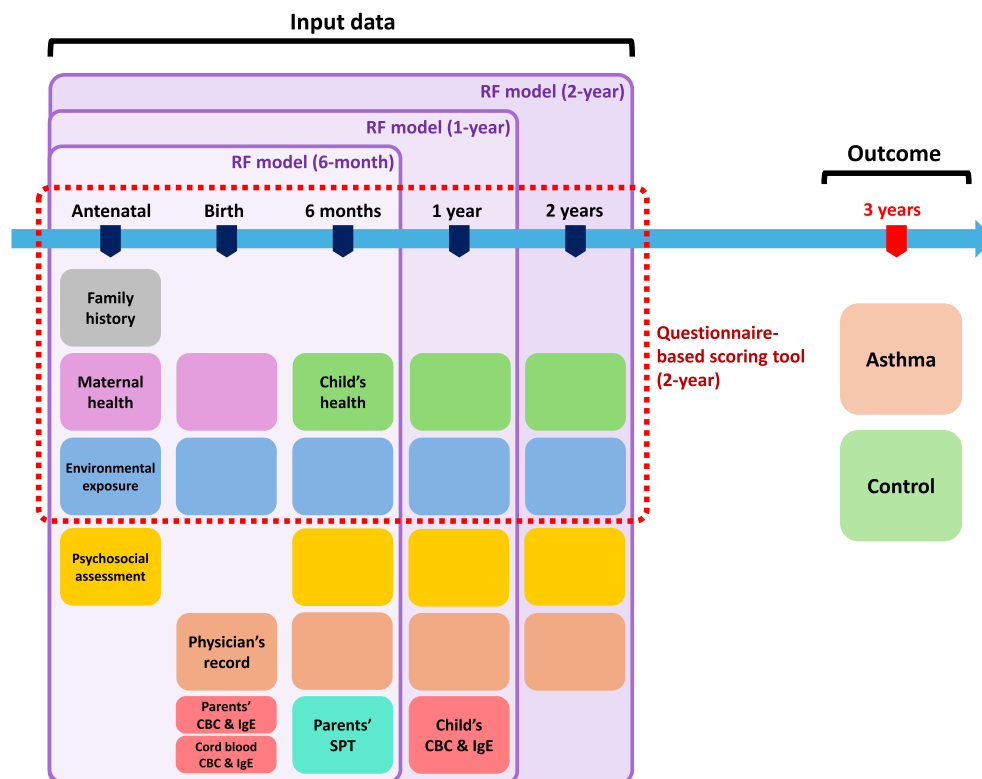 Input data
RF model (2-year)
RF model (1-year)
RF model (6-month)
Outcome
Antenatal
Birth
6 months
1 year
2 years
3 years
Family
history
Maternal
health
Child's
health
Environmental
exposure
Questionnaire-
based scoring tool
(2-year)
Asthma
Control
Psychosocial
assessment
Physician's
record
Parents'
CBC & IgE
Cord blood
CBC & IgE
Parents'
SPT
Child's
CBC & IgE